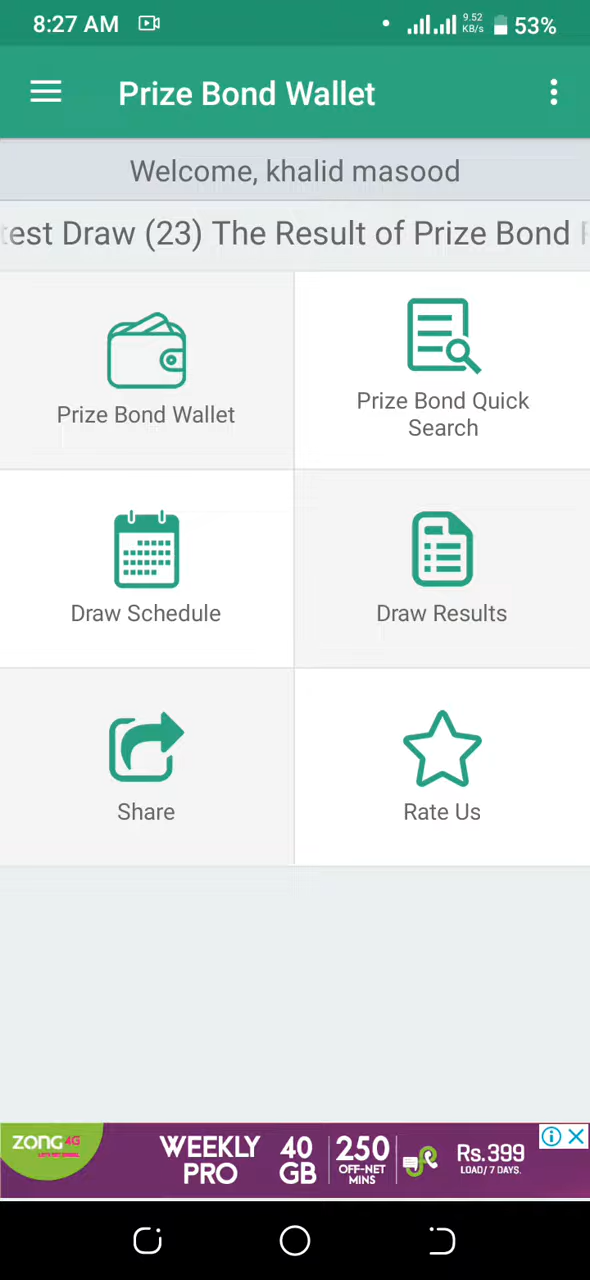 8:27 AM
9.52
KB/s
53%
Prize Bond Wallet
Welcome, khalid masood
test Draw (23) The Result of Prize Bond
Prize Bond Wallet
Prize Bond Quick
Search
Draw Schedule
Draw Results
Share
Rate Us
ZONG 4G
WEEKLY
PRO
40
GB
250
OFF-NET
MINS
Rs.399
LOAD/ 7 DAYS.